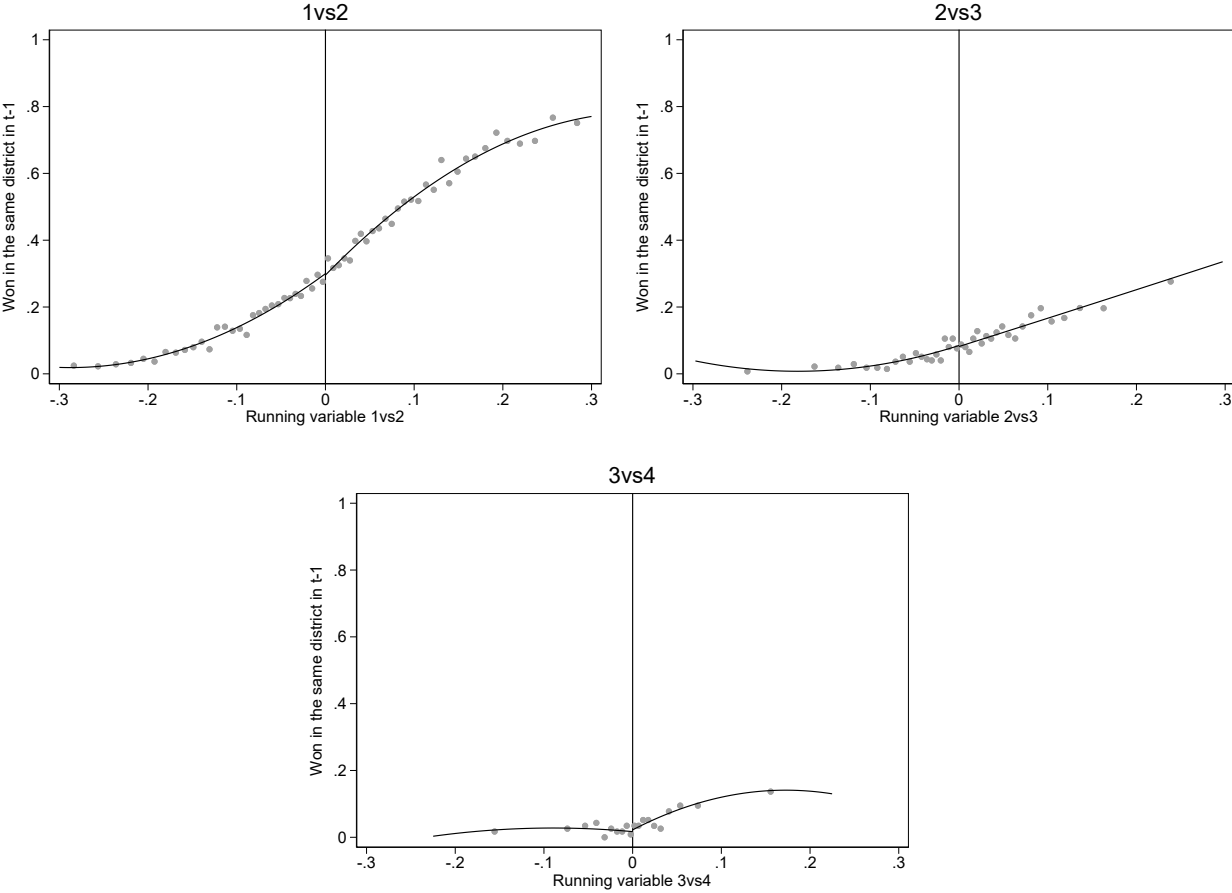 1vs2
Won in the same district in t-1
1
.8
.6
.4
.2
0
-.3 -.2 -.1 0 .1 .2 .3
Running variable 1vs2
2vs3
Won in the same district in t-1
1
.8
.6
.4
.2
0
-.3 -.2 -.1 0 .1 .2 .3
Running variable 2vs3
3vs4
Won in the same district in t-1
1
.8
.6
.4
.2
0
-.3 -.2 -.1 0 .1 .2 .3
Running variable 3vs4